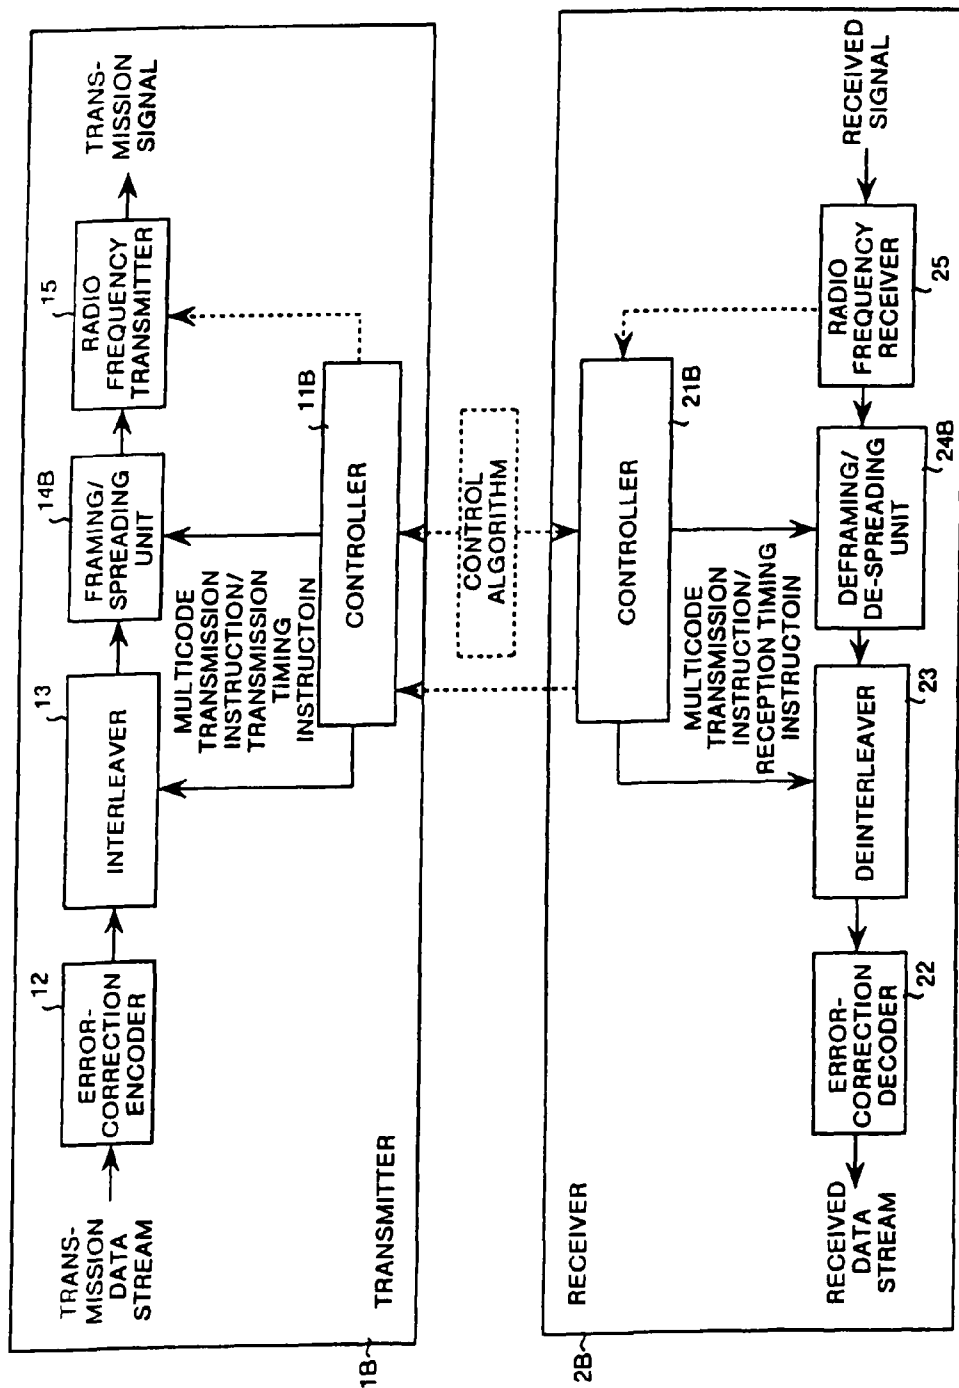 TRANS-
MISSION
DATA
STREAM
12
ERROR-
CORRECTION
ENCODER
13
INTERLEAVER
14B
FRAMING/
SPREADING
UNIT
15
RADIO
FREQUENCY
TRANSMITTER
TRANS-
MISSION
SIGNAL
MULTICODE
TRANSMISSION
INSTRUCTION/
TRANSMISSION
TIMING
INSTRUCTOIN
11B
CONTROLLER
TRANSMITTER
1B
CONTROL
ALGORITHM
2B
RECEIVER
CONTROLLER
21B
MULTICODE
TRANSMISSION
INSTRUCTION/
RECEPTION TIMING
INSTRUCTOIN
RECEIVED
DATA
STREAM
ERROR-
CORRECTION
DECODER
22
DEINTERLEAVER
23
DEFRAMING/
DE-SPREADING
UNIT
24B
RADIO
FREQUENCY
RECEIVER
25
RECEIVED
SIGNAL